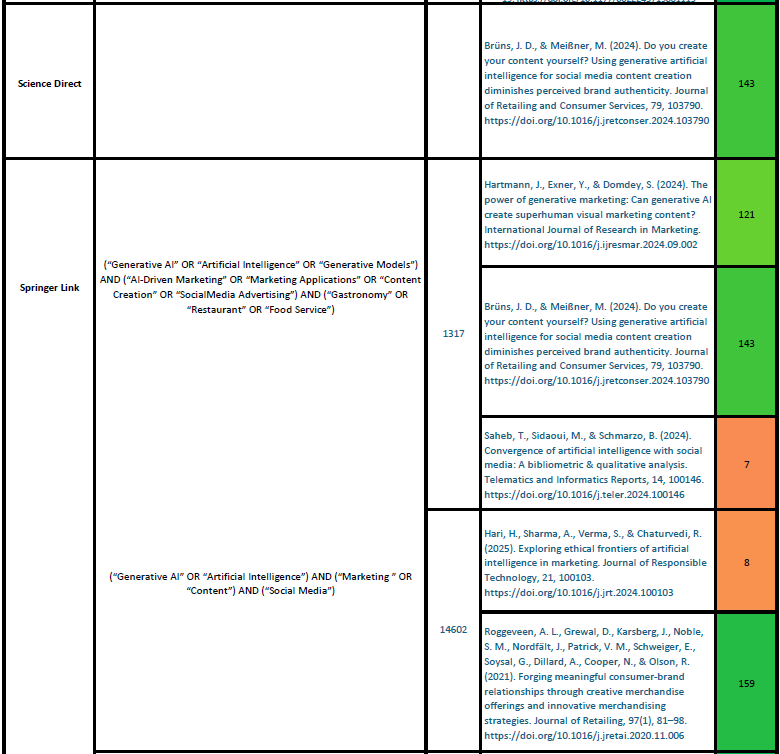 Science Direct
Brüns, J. D., & Meißner, M. (2024). Do you create
your content yourself? Using generative artificial
intelligence for social media content creation
diminishes perceived brand authenticity. Journal
of Retailing and Consumer Services, 79, 103790.
https://doi.org/10.1016/j.jretconser.2024.103790
143
Springer Link
(“Generative AI” OR “Artificial Intelligence” OR “Generative Models”)
AND (“AI-Driven Marketing” OR “Marketing Applications” OR “Content
Creation” OR “SocialMedia Advertising”) AND (“Gastronomy” OR
“Restaurant” OR “Food Service”)
1317
Hartmann, J., Exner, Y., & Domdey, S. (2024). The
power of generative marketing: Can generative AI
create superhuman visual marketing content?
International Journal of Research in Marketing.
https://doi.org/10.1016/j.ijresmar.2024.09.002
121
Brüns, J. D., & Meißner, M. (2024). Do you create
your content yourself? Using generative artificial
intelligence for social media content creation
diminishes perceived brand authenticity. Journal
of Retailing and Consumer Services, 79, 103790.
https://doi.org/10.1016/j.jretconser.2024.103790
143
Saheb, T., Sidaoui, M., & Schmarzo, B. (2024).
Convergence of artificial intelligence with social
media: A bibliometric & qualitative analysis.
Telematics and Informatics Reports, 14, 100146.
https://doi.org/10.1016/j.teler.2024.100146
7
(“Generative AI” OR “Artificial Intelligence”) AND (“Marketing ” OR
“Content”) AND (“Social Media”)
14602
Hari, H., Sharma, A., Verma, S., & Chaturvedi, R.
(2025). Exploring ethical frontiers of artificial
intelligence in marketing. Journal of Responsible
Technology, 21, 100103.
https://doi.org/10.1016/j.jrt.2024.100103
8
Roggeveen, A. L., Grewal, D., Karsberg, J., Noble,
S. M., Nordfält, J., Patrick, V. M., Schweiger, E.,
Soysal, G., Dillard, A., Cooper, N., & Olson, R.
(2021). Forging meaningful consumer-brand
relationships through creative merchandise
offerings and innovative merchandising
strategies. Journal of Retailing, 97(1), 81–98.
https://doi.org/10.1016/j.jretai.2020.11.006
159